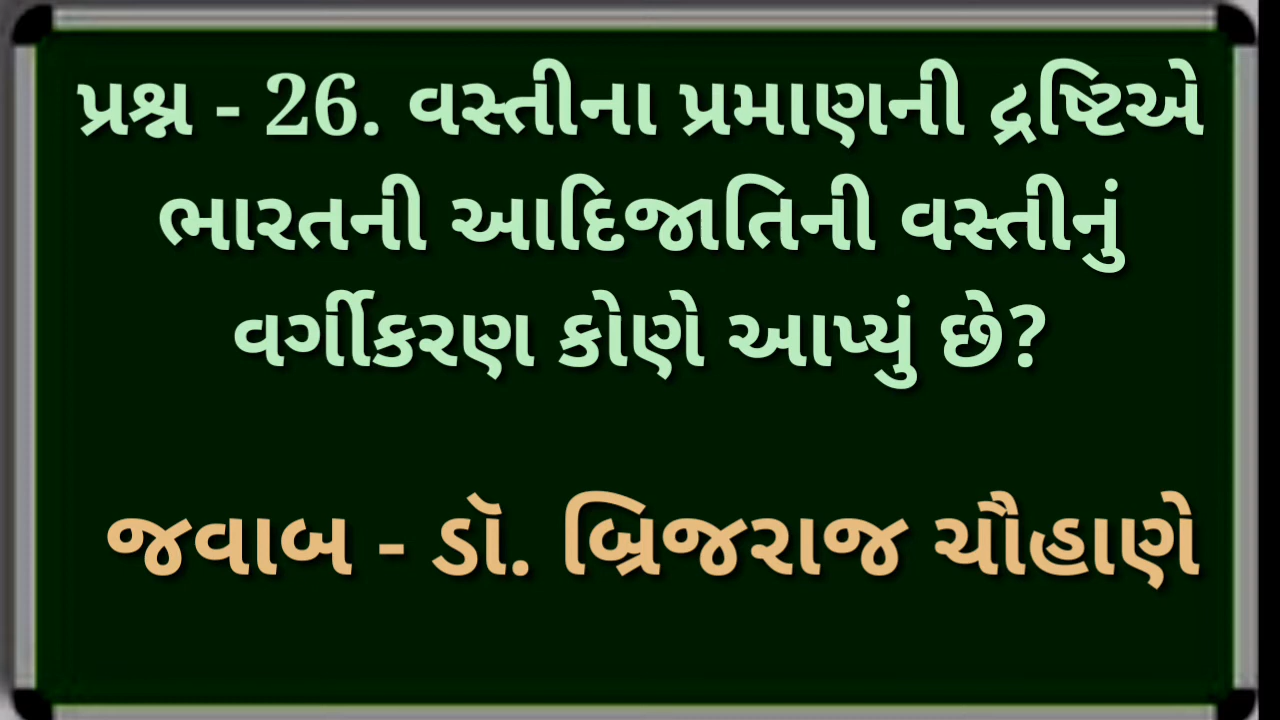 પ્રશ્ન - 26. વસ્તીના પ્રમાણની દ્રષ્ટિએ
ભારતની આદિજાતિની વસ્તીનું
વર્ગીકરણ કોણે આપ્યું છે?
જવાબ - ડૉ. બ્રિજરાજ ચૌહાણે